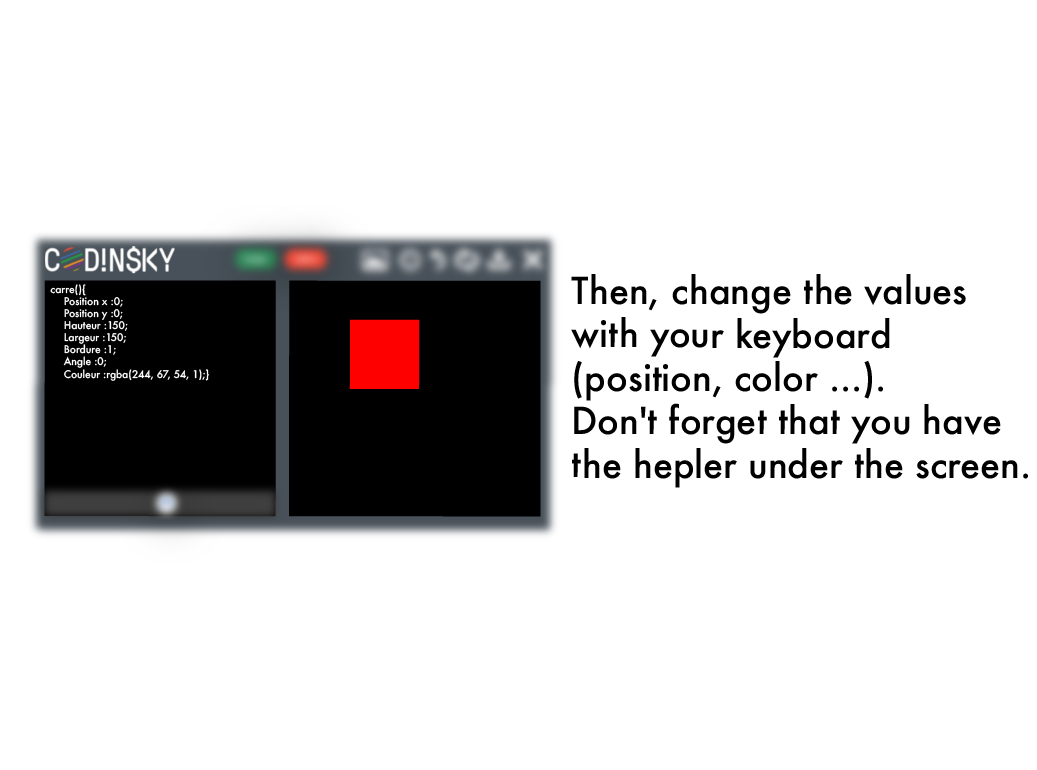 CODIN$KY
carre(){
Position x :0;
Position y :0;
Hauteur :150;
Largeur :150;
Bordure :1;
Angle :0;
Couleur :rgba(244, 67, 54, 1);}
Then, change the values
with your keyboard
(position, color ...).
Don't forget that you have
the hepler under the screen.